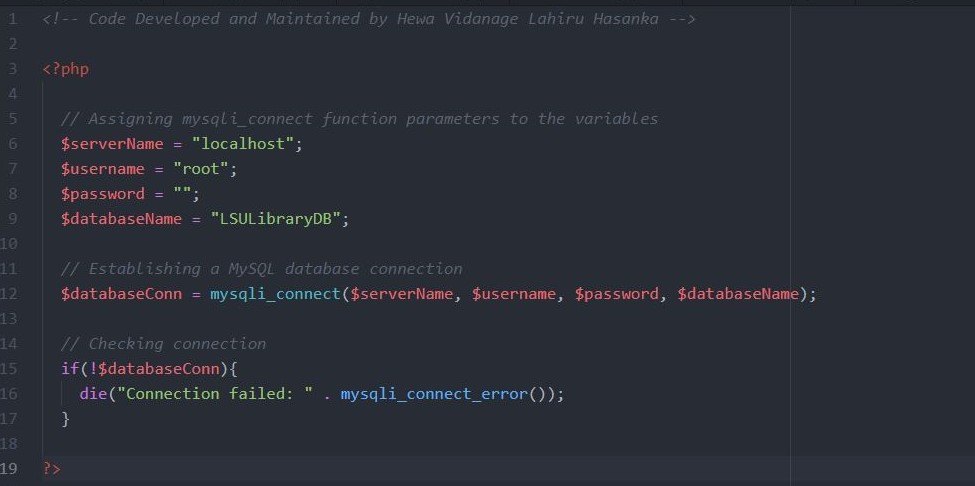 1 <!-- Code Developed and Maintained by Hewa Vidanage Lahiru Hasanka -->
2
3 <?php
4
5 // Assigning mysqli_connect function parameters to the variables
6 $serverName = "localhost";
7 $username = "root";
8 $password = "";
9 $databaseName = "LSULibraryDB";
10
11 // Establishing a MySQL database connection
12 $databaseConn = mysqli_connect($serverName, $username, $password, $databaseName);
13
14 // Checking connection
15 if(!$databaseConn){
16 die("Connection failed: " . mysqli_connect_error());
17 }
18
19 ?>